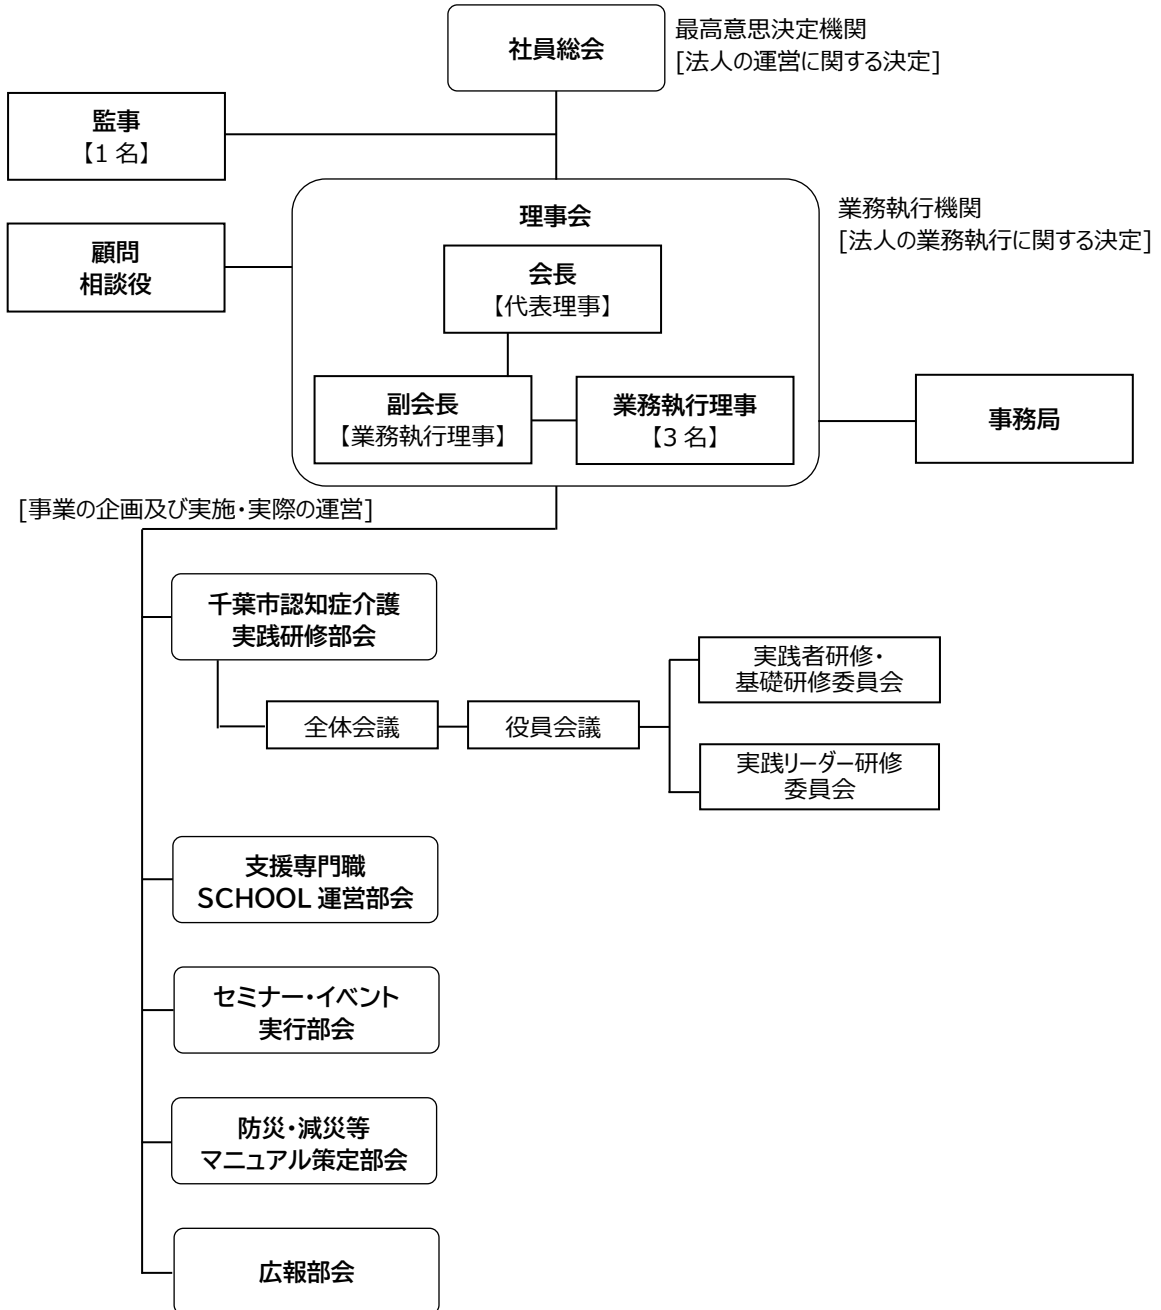 社員総会
最高意思決定機関
[法人の運営に関する決定]
監事
【1 名】
理事会
業務執行機関
[法人の業務執行に関する決定]
顧問
相談役
会長
【代表理事】
副会長
【業務執行理事】
業務執行理事
【3 名】
事務局
[事業の企画及び実施・実際の運営]
千葉市認知症介護
実践研修部会
全体会議
役員会議
実践者研修・
基礎研修委員会
実践リーダー研修
委員会
支援専門職
SCHOOL 運営部会
セミナー・イベント
実行部会
防災・減災等
マニュアル策定部会
広報部会